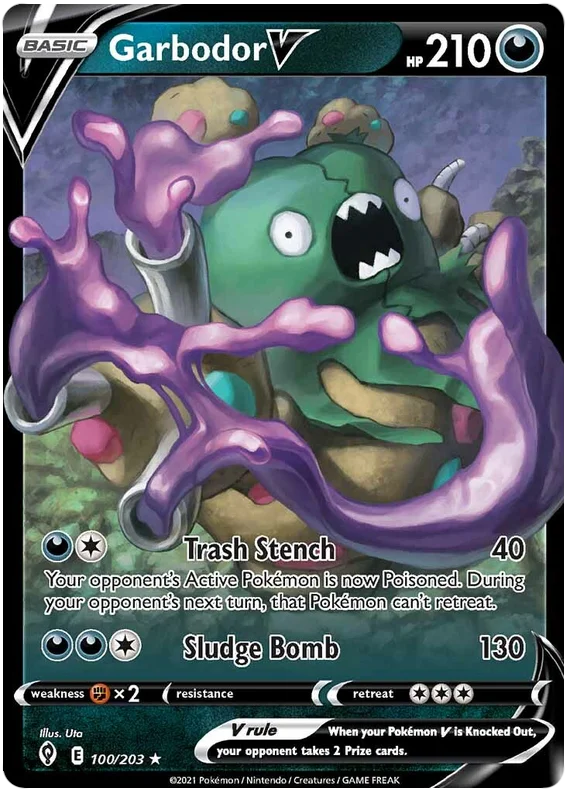 BASIC Garbodor V HP 210
Trash Stench 40
Your opponent's Active Pokémon is now Poisoned. During
your opponent's next turn, that Pokémon can't retreat.
Sludge Bomb 130
weakness ×2 resistance retreat
Illus. Uta
V rule When your Pokémon V is Knocked Out,
your opponent takes 2 Prize cards.
E 100/203 ★
©2021 Pokémon / Nintendo / Creatures / GAME FREAK